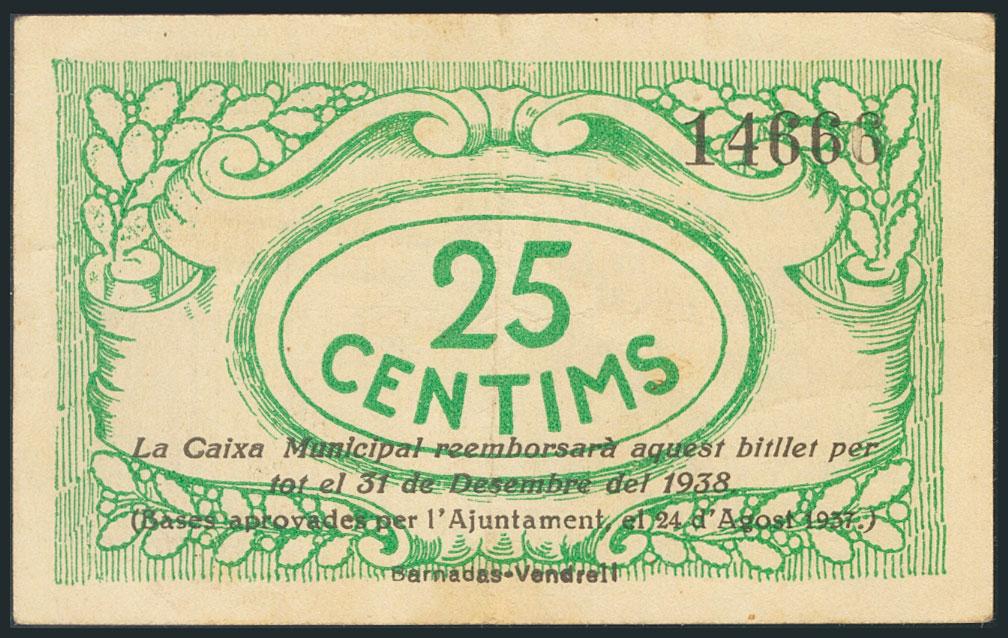 14666
25
CENTIMS
La Caixa Municipal reemborsarà aquest bitllet per
tot el 31 de Desembre del 1938
(Bases aprovades per l'Ajuntament, el 24 d'Agost 1937.)
Barnadas-Vendrell